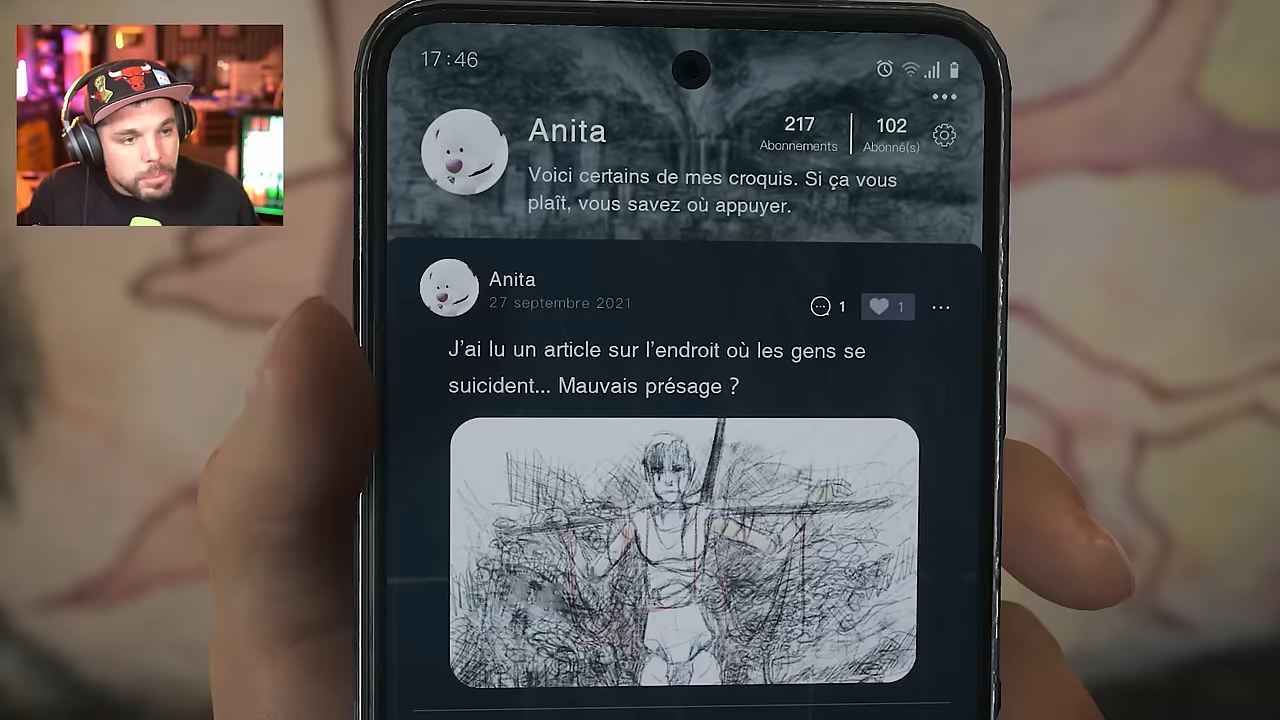 17:46
Anita
217
102
Abonnements
Abonné(s)
Voici certains de mes croquis. Si ça vous
plaît, vous savez où appuyer.
Anita
27 septembre 2021
1
1
J'ai lu un article sur l'endroit où les gens se
suicident... Mauvais présage ?